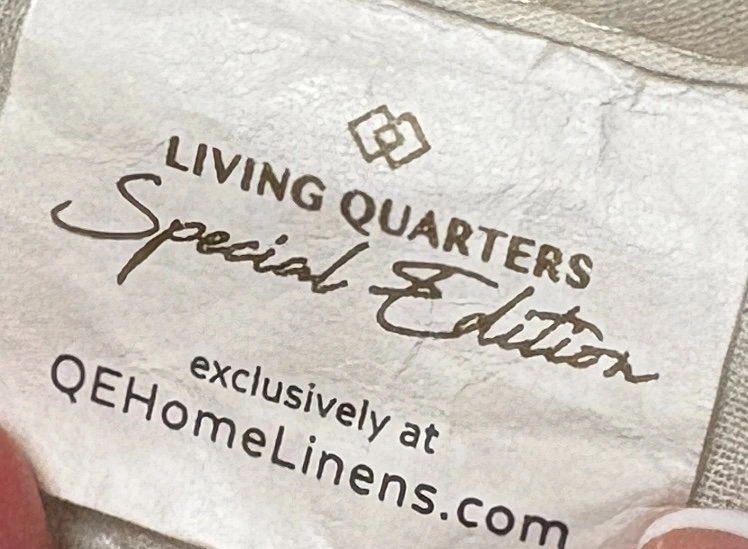 LIVING QUARTERS
Special Edition
exclusively at
QEHomeLinens.com